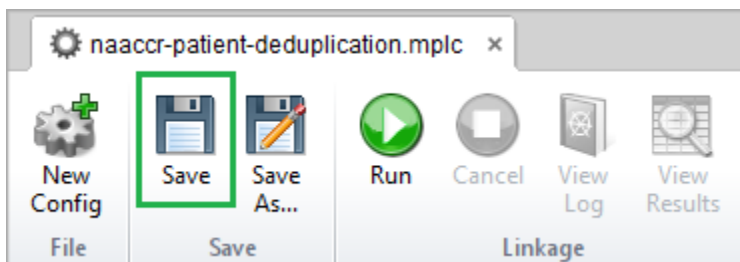 naaccr-patient-deduplication.mplc ×
New Config
Save
Save As...
Run
Cancel
View Log
View Results
File
Save
Linkage